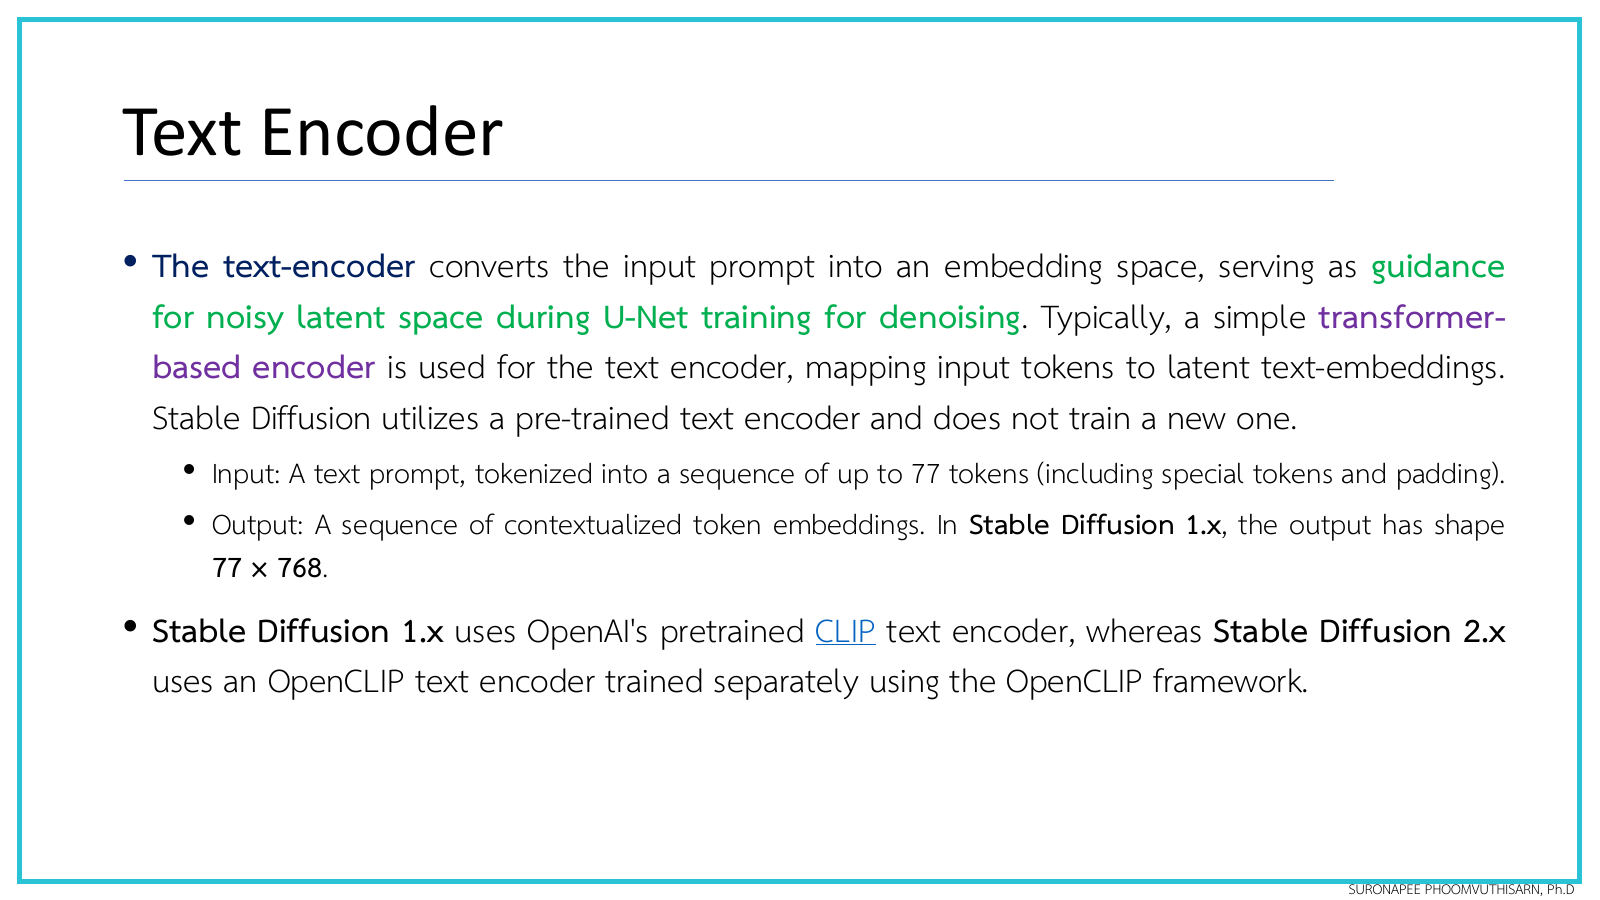 Text Encoder
• The text-encoder converts the input prompt into an embedding space, serving as guidance
for noisy latent space during U-Net training for denoising. Typically, a simple transformer-
based encoder is used for the text encoder, mapping input tokens to latent text-embeddings.
Stable Diffusion utilizes a pre-trained text encoder and does not train a new one.
• Input: A text prompt, tokenized into a sequence of up to 77 tokens (including special tokens and padding).
• Output: A sequence of contextualized token embeddings. In Stable Diffusion 1.x, the output has shape
77 × 768.
• Stable Diffusion 1.x uses OpenAI's pretrained CLIP text encoder, whereas Stable Diffusion 2.x
uses an OpenCLIP text encoder trained separately using the OpenCLIP framework.
SURONAPEE PHOOMVUTHISARN, Ph.D